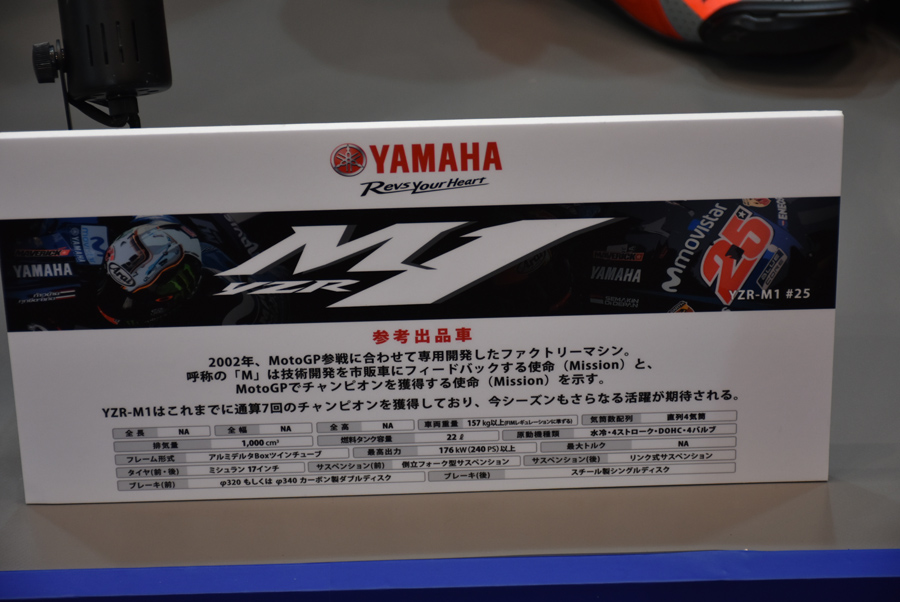 YAMAHA
Revs Your Heart
YAMAHA
Arai
M1
YZR
YAMAHA
movistar
25
YZR-M1 #25
参考出品車
2002年、MotoGP参戦に合わせて専用開発したファクトリーマシン。
呼称の「M」は技術開発を市販車にフィードバックする使命（Mission）と、
MotoGPでチャンピオンを獲得する使命（Mission）を示す。
YZR-M1はこれまでに通算7回のチャンピオンを獲得しており、今シーズンもさらなる活躍が期待される。
全長 NA 全幅 NA 全高 NA 車両重量 157 kg以上(FIMレギュレーションに準ずる) 気筒数配列 直列4気筒
排気量 1,000 cm³ 燃料タンク容量 22ℓ 原動機種類 水冷・4ストローク・DOHC・4バルブ
フレーム形式 アルミデルタBoxツインチューブ 最高出力 176 kW(240 PS)以上 最大トルク NA
タイヤ(前・後) ミシュラン 17インチ サスペンション(前) 倒立フォーク型サスペンション サスペンション(後) リンク式サスペンション
ブレーキ(前) φ320 もしくは φ340 カーボン製ダブルディスク ブレーキ(後) スチール製シングルディスク